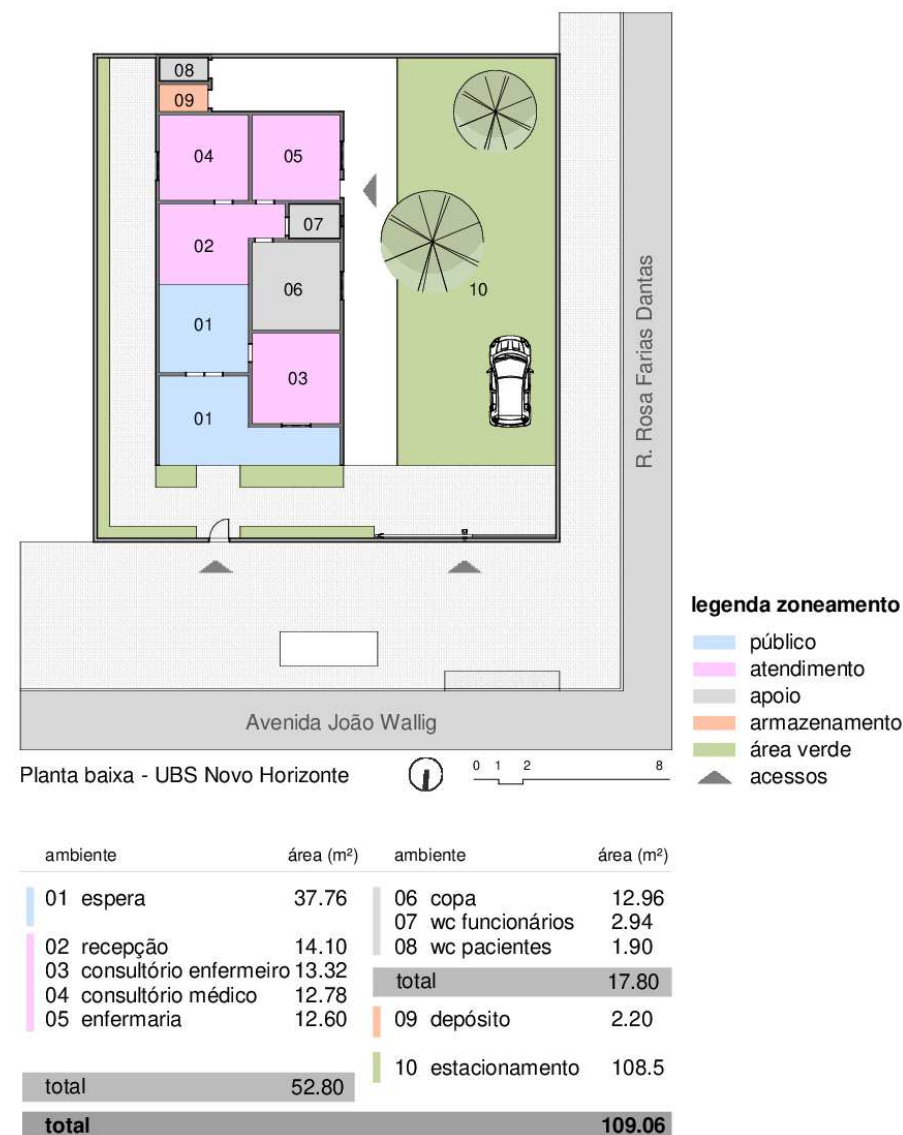 08
09
04 05
07
02
06
10
01
03
01
R. Rosa Farias Dantas
Avenida João Wallig
legenda zoneamento
público
atendimento
apoio
armazenamento
área verde
acessos
Planta baixa - UBS Novo Horizonte
0 1 2 8
ambiente área (m²) ambiente área (m²)
01 espera 37.76 06 copa 12.96
07 wc funcionários 2.94
02 recepção 14.10 08 wc pacientes 1.90
03 consultório enfermeiro 13.32 total 17.80
04 consultório médico 12.78
05 enfermaria 12.60 09 depósito 2.20
10 estacionamento 108.5
total 52.80
total 109.06